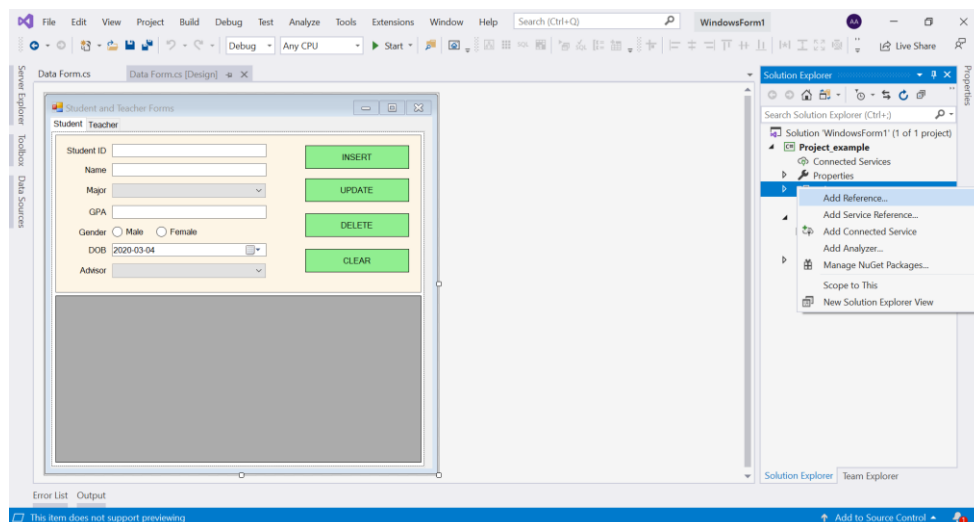 File Edit View Project Build Debug Test Analyze Tools Extensions Window Help Search (Ctrl+Q) WindowsForm1 AA
Debug Any CPU Start Live Share
Data Form.cs Data Form.cs [Design]
Solution Explorer
Server Explorer
Toolbox
Data Sources
Properties
Student and Teacher Forms
Student Teacher
Student ID
INSERT
Name
Major
UPDATE
GPA
DELETE
Gender Male Female
DOB 2020-03-04
CLEAR
Advisor
Search Solution Explorer (Ctrl+;)
Solution 'WindowsForm1' (1 of 1 project)
C# Project_example
Connected Services
Properties
Add Reference...
Add Service Reference...
Add Connected Service
Add Analyzer...
Manage NuGet Packages...
Scope to This
New Solution Explorer View
Solution Explorer Team Explorer
Error List Output
This item does not support previewing
Add to Source Control